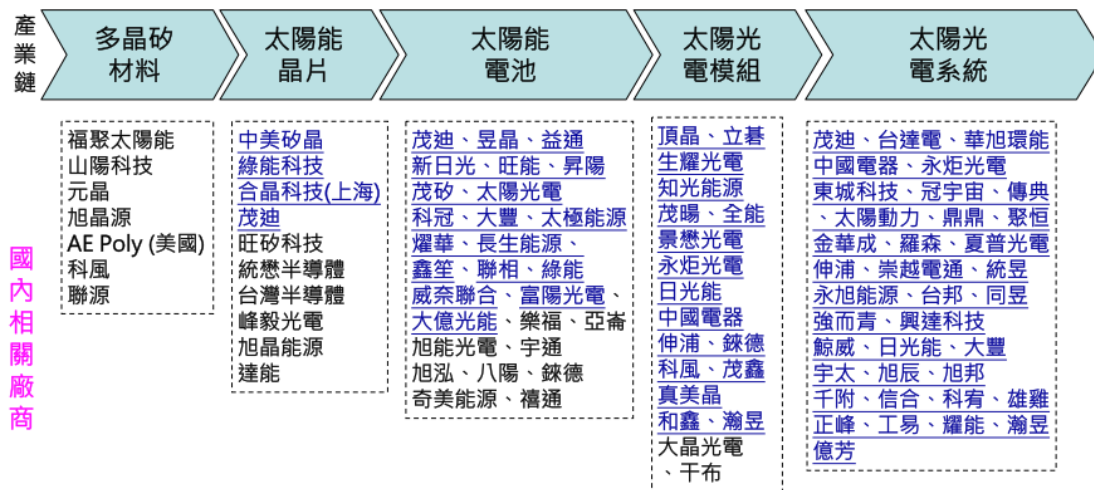 產業鏈
多晶矽
材料
太陽能
晶片
太陽能
電池
太陽光
電模組
太陽光
電系統
國內相關廠商
福聚太陽能
山陽科技
元晶
旭晶源
AE Poly (美國)
科風
聯源
中美矽晶
綠能科技
合晶科技(上海)
茂迪
旺矽科技
統懋半導體
台灣半導體
峰毅光電
旭晶能源
達能
茂迪、昱晶、益通
新日光、旺能、昇陽
茂矽、太陽光電
科冠、大豐、太極能源
燿華、長生能源、
鑫笙、聯相、綠能
威奈聯合、富陽光電、
大億光能、樂福、亞崙
旭能光電、宇通
旭泓、八陽、錸德
奇美能源、禧通
頂晶、立碁
生耀光電
知光能源
茂暘、全能
景懋光電
永炬光電
日光能
中國電器
伸浦、錸德
科風、茂鑫
真美晶
和鑫、瀚昱
大晶光電
、干布
茂迪、台達電、華旭環能
中國電器、永炬光電
東城科技、冠宇宙、傳典
、太陽動力、鼎鼎、聚恒
金華成、羅森、夏普光電
伸浦、崇越電通、統昱
永旭能源、台邦、同昱
強而青、興達科技
鯨威、日光能、大豐
宇太、旭辰、旭邦
千附、信合、科宥、雄雞
正峰、工易、耀能、瀚昱
億芳